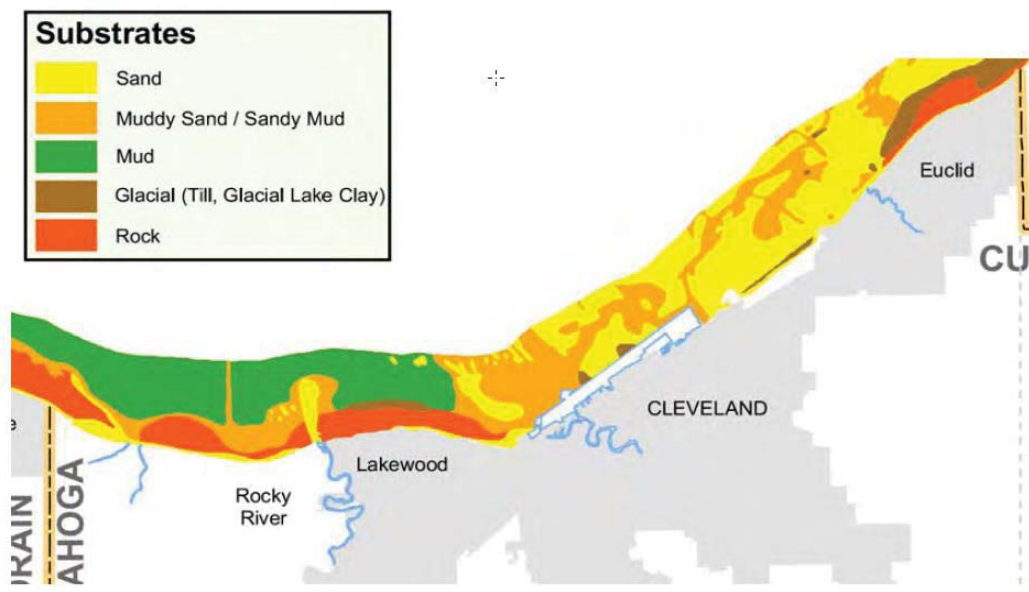 Substrates
Sand
Muddy Sand / Sandy Mud
Mud
Glacial (Till, Glacial Lake Clay)
Rock
Euclid
CU
CLEVELAND
Lakewood
Rocky
River
e
ORAIN
AHOGA